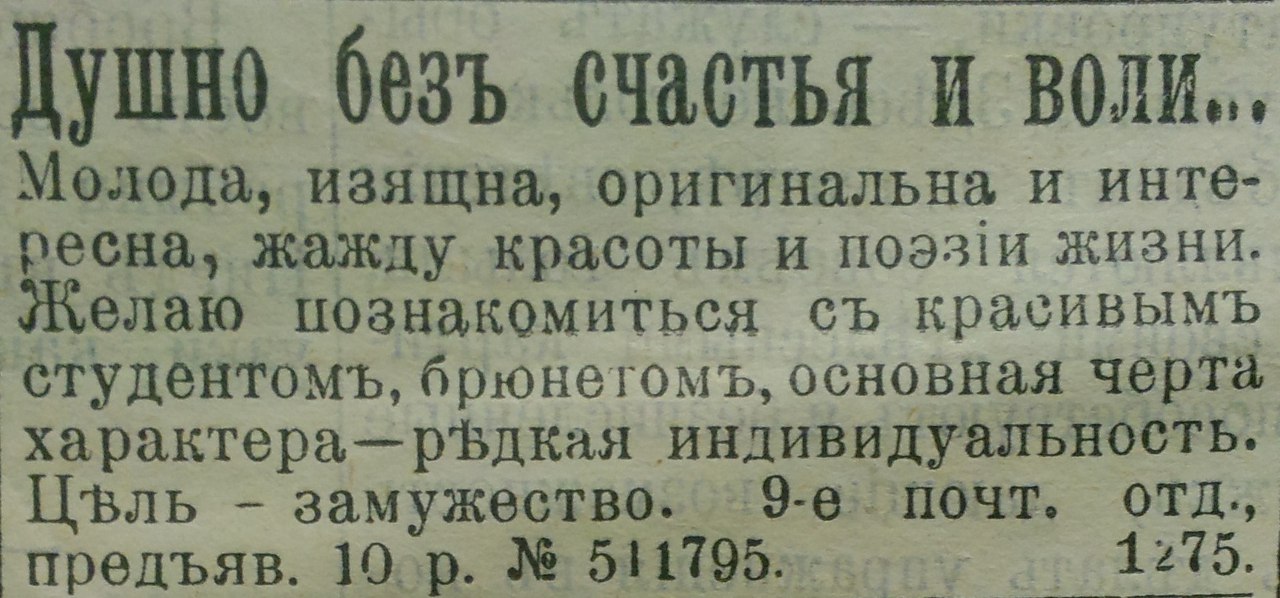 Душно безъ счастья и воли...
Молода, изящна, оригинальна и инте-
ресна, жажду красоты и поэзіи жизни.
Желаю познакомиться съ красивымъ
студентомъ, брюнетомъ, основная черта
характера—рѣдкая индивидуальность.
Цѣль - замужество. 9-е почт. отд.,
предъяв. 10 р. № 511795. 1275.